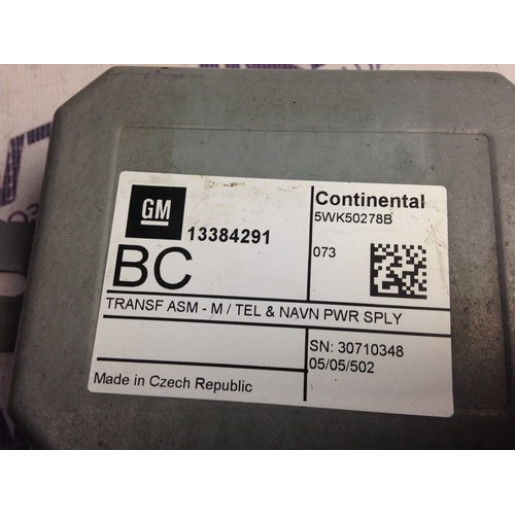 GM
13384291
BC
Continental
5WK50278B
073
TRANSF ASM - M / TEL & NAVN PWR SPLY
SN: 30710348
05/05/502
Made in Czech Republic